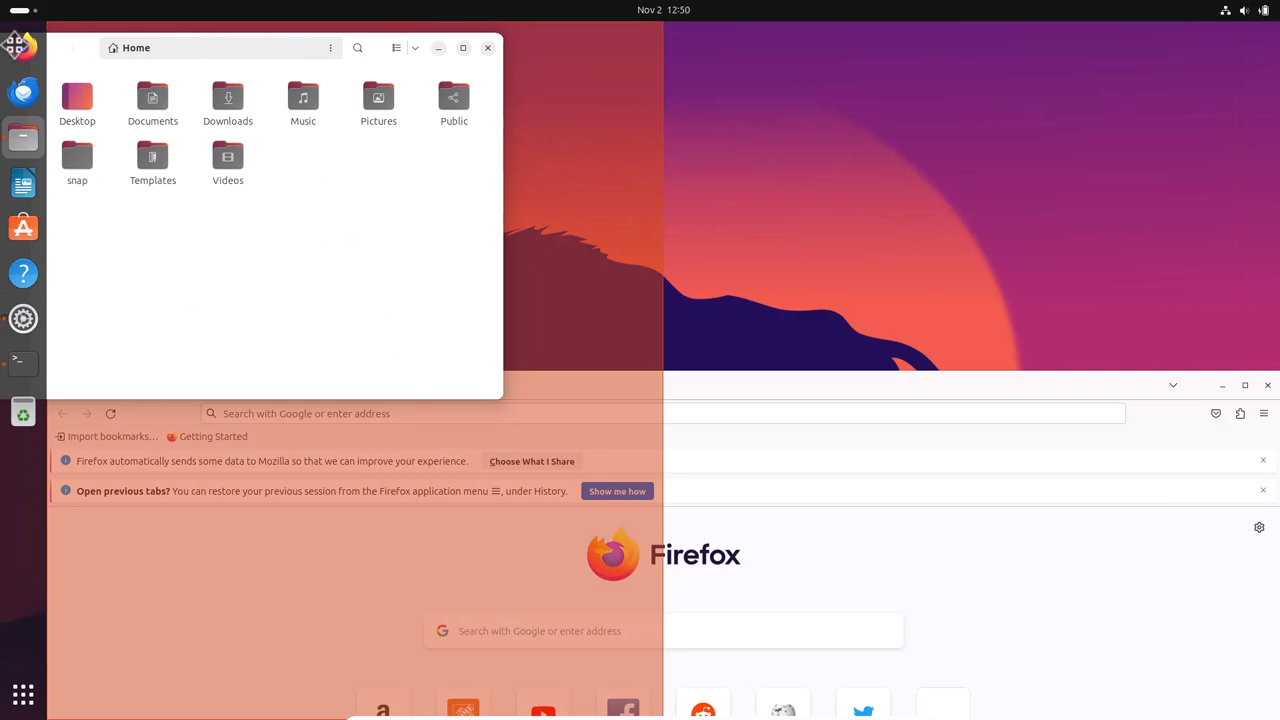 Nov 2 12:50
Home
Desktop Documents Downloads Music Pictures Public
snap Templates Videos
Search with Google or enter address
Import bookmarks… Getting Started
Firefox automatically sends some data to Mozilla so that we can improve your experience. Choose What I Share
Open previous tabs? You can restore your previous session from the Firefox application menu ☰, under History. Show me how
Firefox
Search with Google or enter address